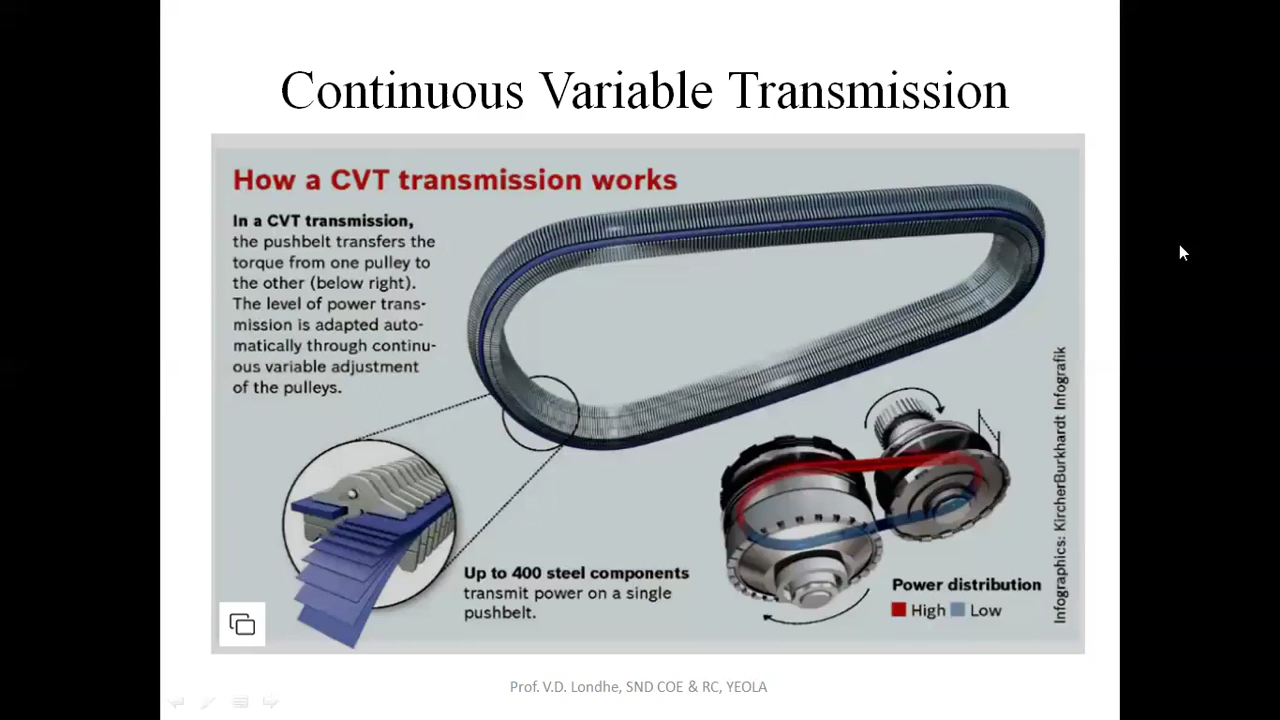 Continuous Variable Transmission
How a CVT transmission works
In a CVT transmission,
the pushbelt transfers the
torque from one pulley to
the other (below right).
The level of power trans-
mission is adapted auto-
matically through continu-
ous variable adjustment
of the pulleys.
Up to 400 steel components
transmit power on a single
pushbelt.
Power distribution
High Low
Infographics: KircherBurkhardt Infografik
Prof. V.D. Londhe, SND COE & RC, YEOLA